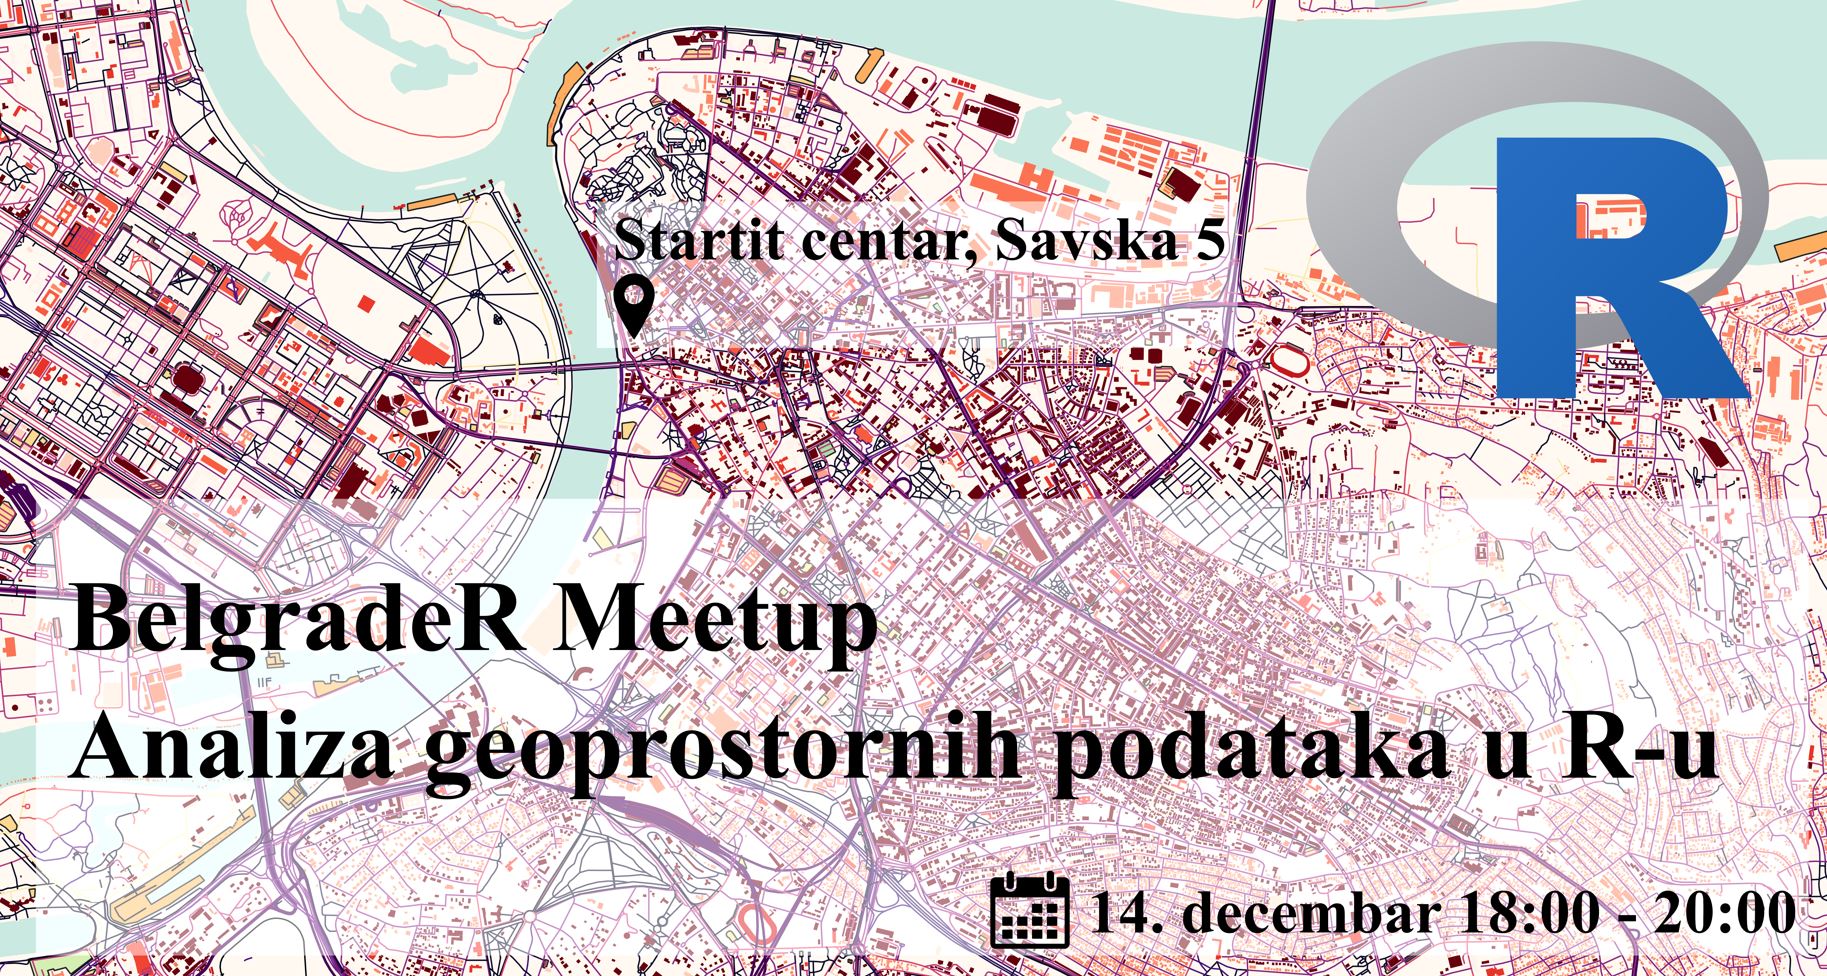 R
Startit centar, Savska 5
BelgradeR Meetup
Analiza geoprostornih podataka u R-u
14. decembar 18:00 - 20:00